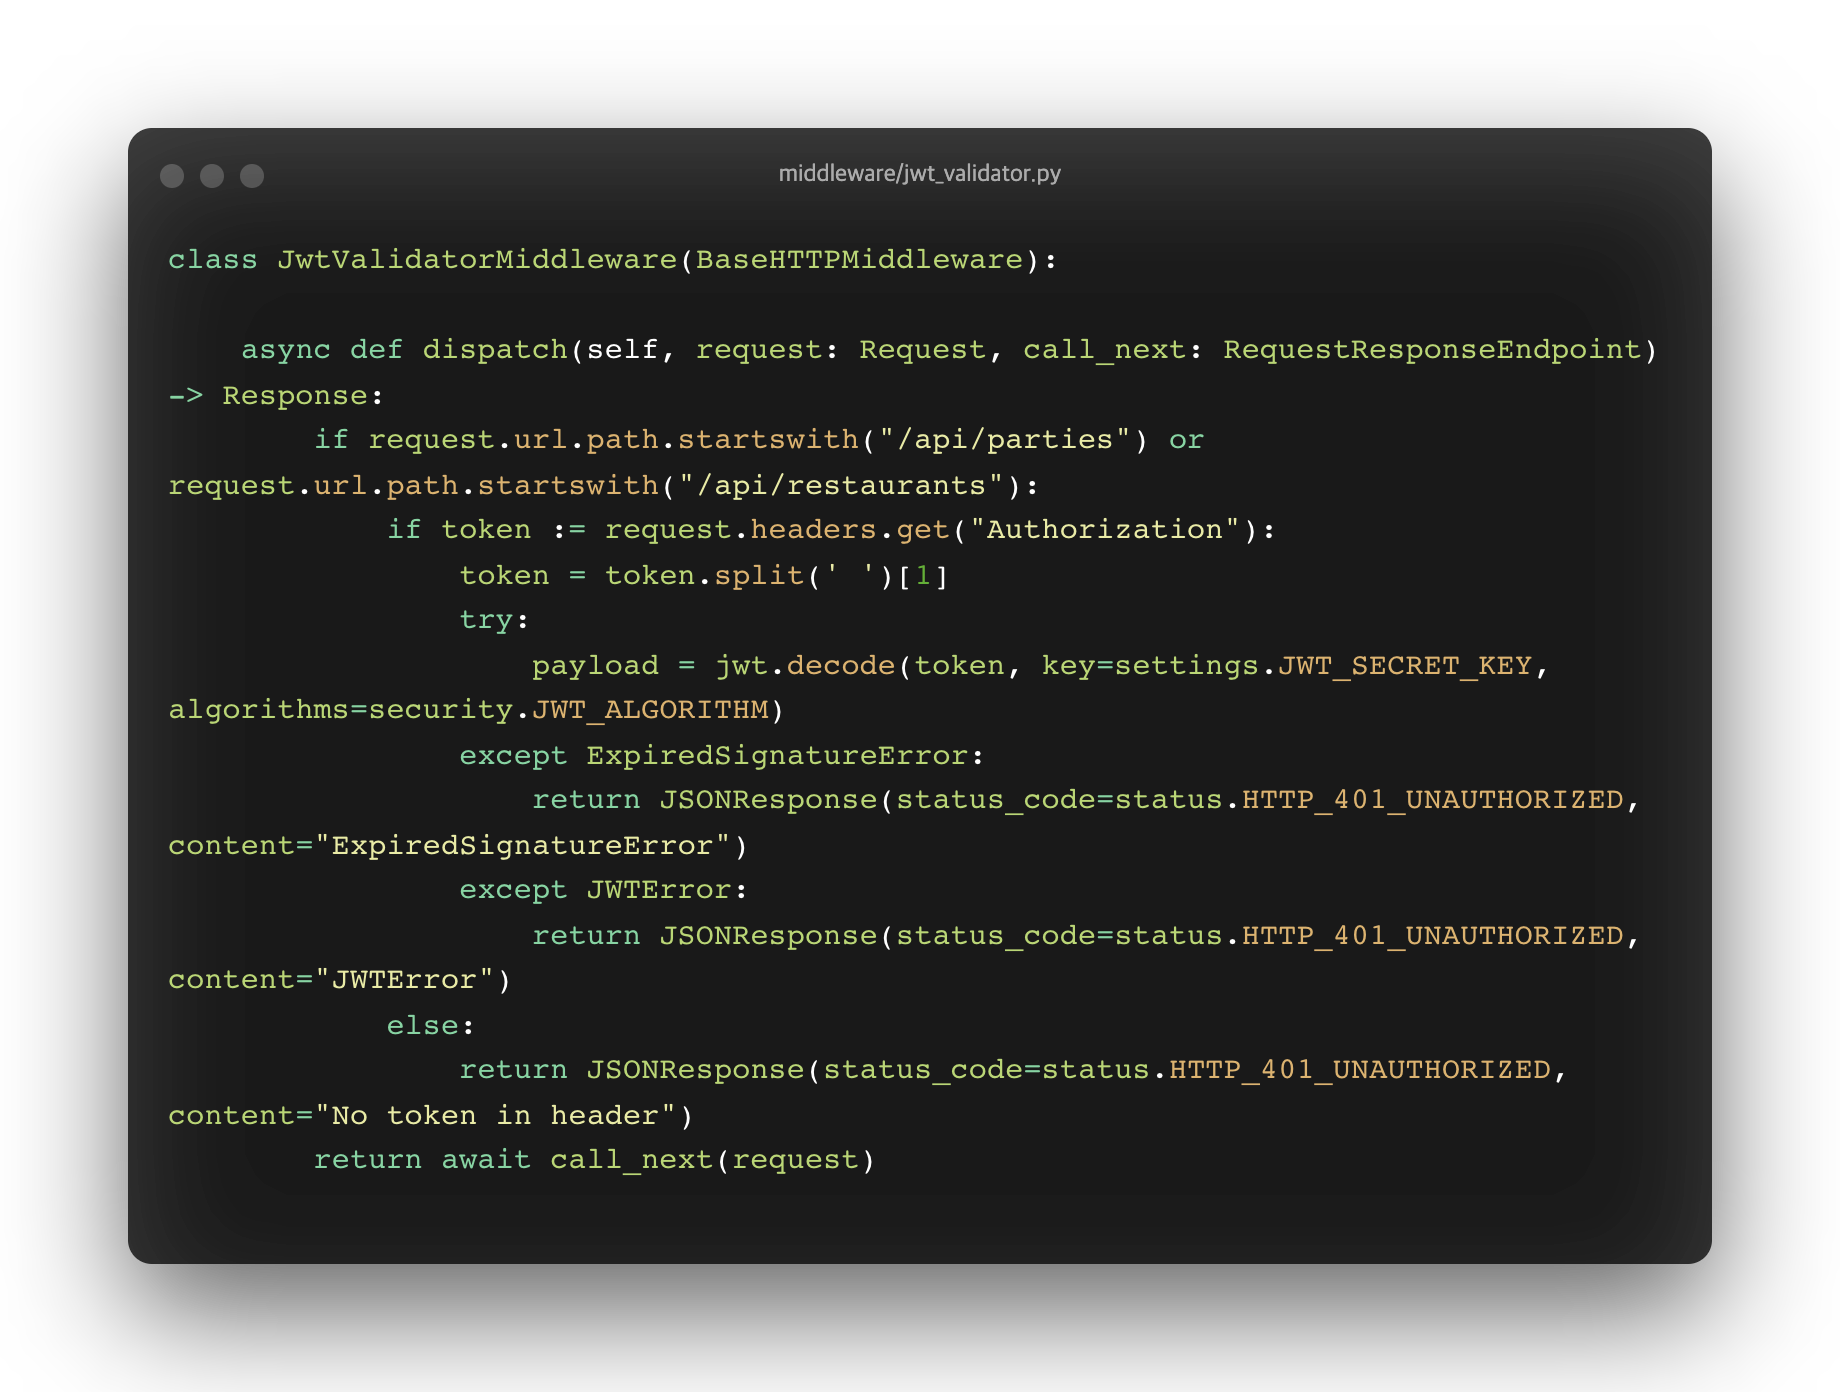 middleware/jwt_validator.py
class JwtValidatorMiddleware(BaseHTTPMiddleware):
    async def dispatch(self, request: Request, call_next: RequestResponseEndpoint)
-> Response:
        if request.url.path.startswith("/api/parties") or
request.url.path.startswith("/api/restaurants"):
            if token := request.headers.get("Authorization"):
                token = token.split(' ')[1]
                try:
                    payload = jwt.decode(token, key=settings.JWT_SECRET_KEY,
algorithms=security.JWT_ALGORITHM)
                except ExpiredSignatureError:
                    return JSONResponse(status_code=status.HTTP_401_UNAUTHORIZED,
content="ExpiredSignatureError")
                except JWTError:
                    return JSONResponse(status_code=status.HTTP_401_UNAUTHORIZED,
content="JWTError")
            else:
                return JSONResponse(status_code=status.HTTP_401_UNAUTHORIZED,
content="No token in header")
        return await call_next(request)